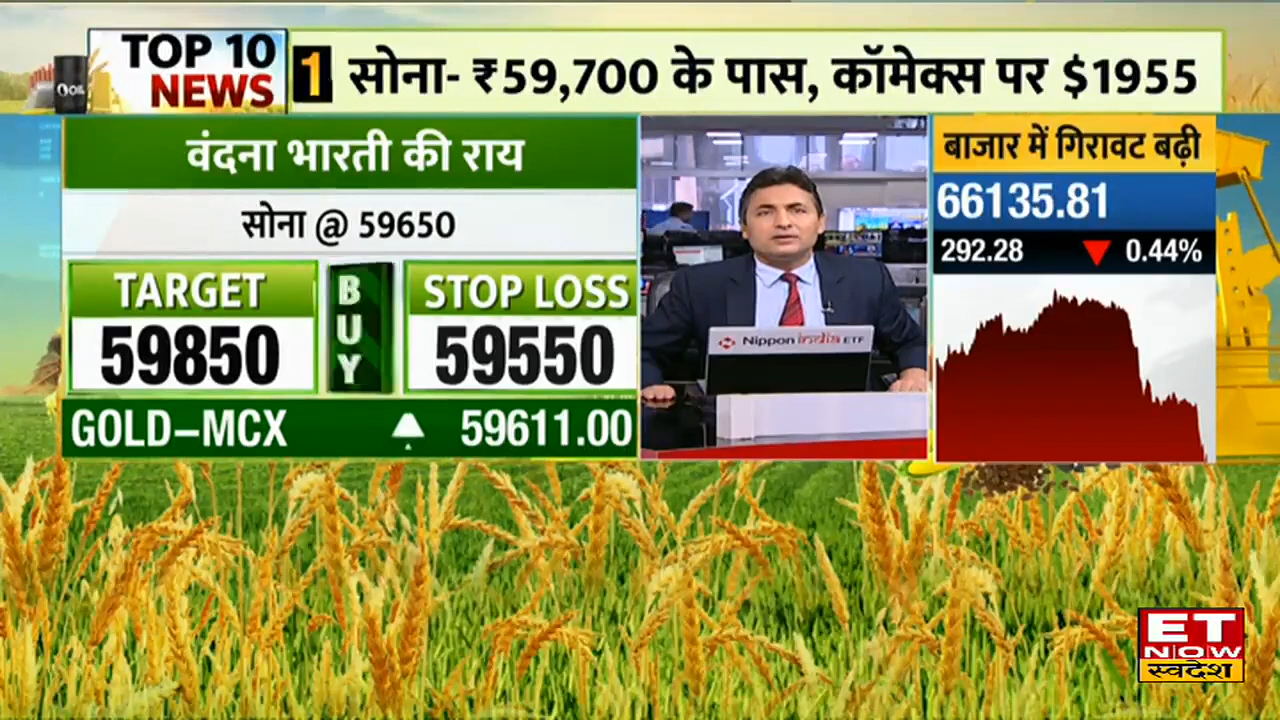 TOP 10
NEWS
1 सोना- ₹59,700 के पास, कॉमेक्स पर $1955
वंदना भारती की राय
सोना @ 59650
TARGET
59850
BUY
STOP LOSS
59550
GOLD-MCX 59611.00
Nippon india ETF
बाजार में गिरावट बढ़ी
66135.81
292.28 0.44%
OIL
ET
NOW
स्वदेश